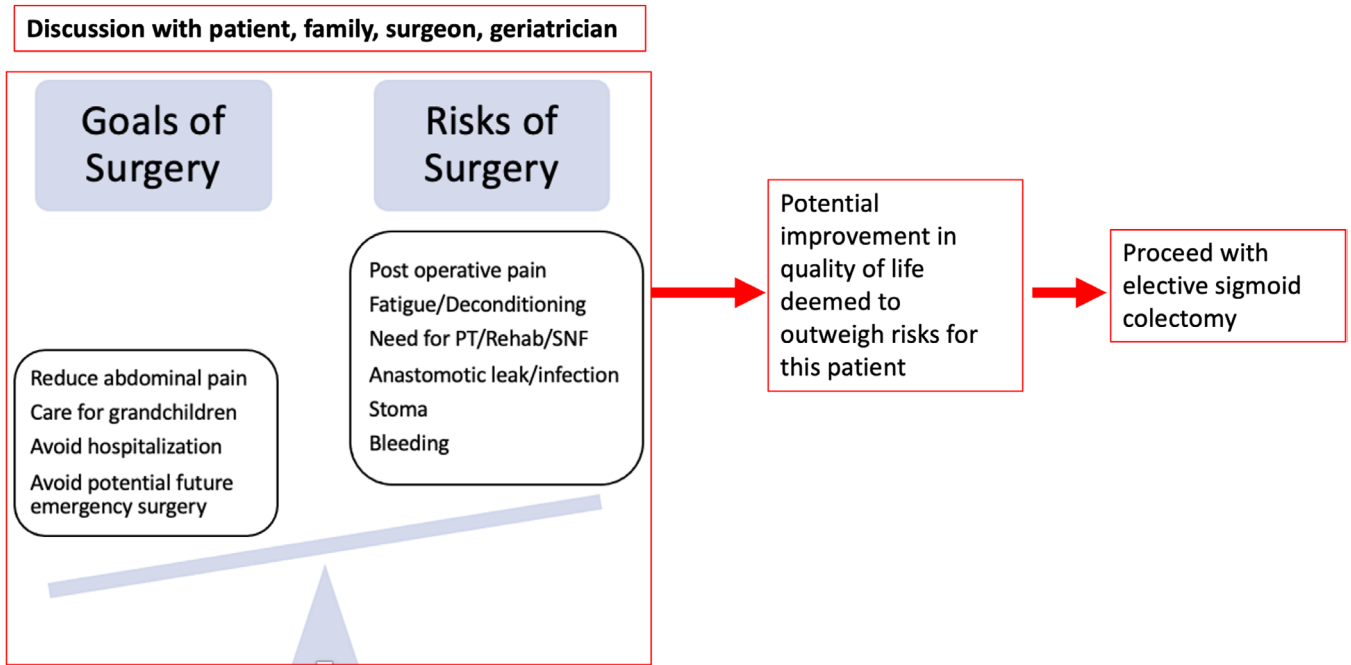 Discussion with patient, family, surgeon, geriatrician
Goals of
Surgery
Risks of
Surgery
Reduce abdominal pain
Care for grandchildren
Avoid hospitalization
Avoid potential future
emergency surgery
Post operative pain
Fatigue/Deconditioning
Need for PT/Rehab/SNF
Anastomotic leak/infection
Stoma
Bleeding
Potential
improvement in
quality of life
deemed to
outweigh risks for
this patient
Proceed with
elective sigmoid
colectomy